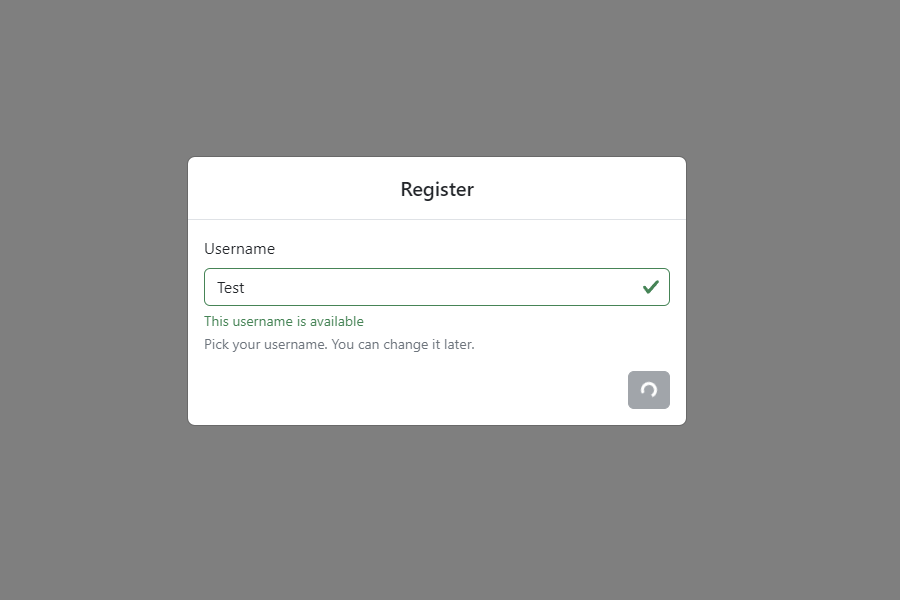 Register
Username
Test
This username is available
Pick your username. You can change it later.